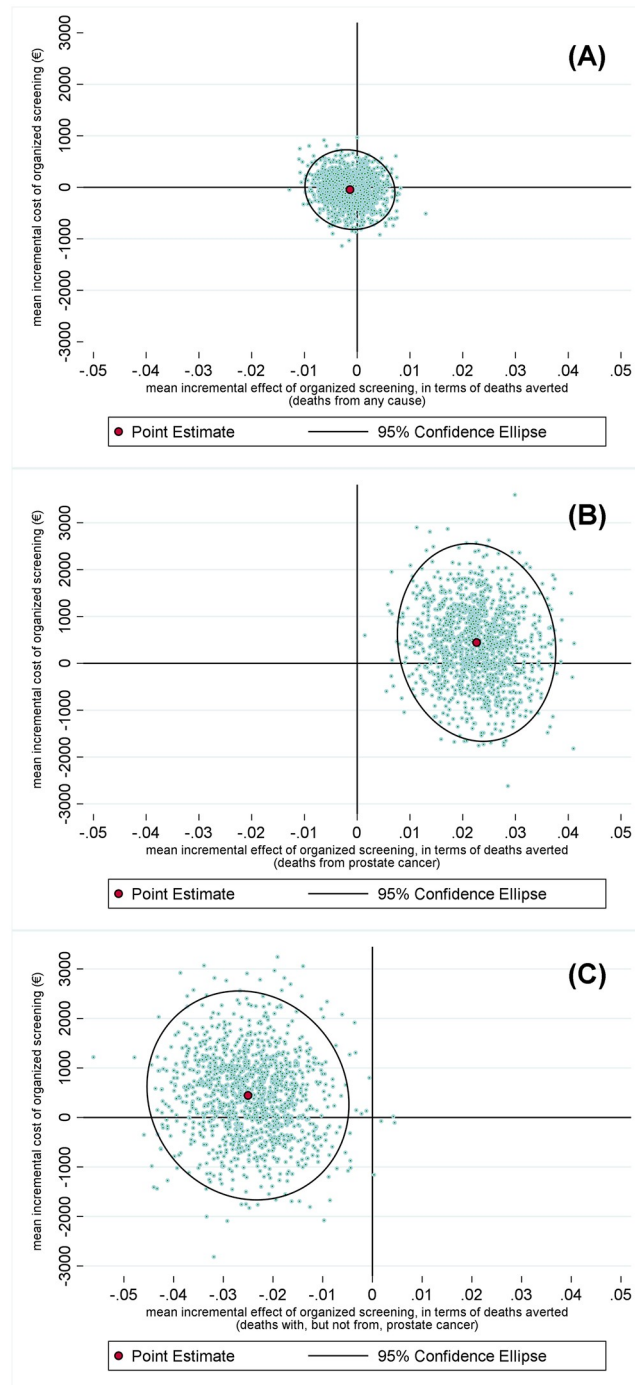 (A)
mean incremental cost of organized screening (€)
3000
2000
1000
0
-1000
-2000
-3000
-.05 -.04 -.03 -.02 -.01 0 .01 .02 .03 .04 .05
mean incremental effect of organized screening, in terms of deaths averted
(deaths from any cause)
Point Estimate 95% Confidence Ellipse
(B)
mean incremental cost of organized screening (€)
3000
2000
1000
0
-1000
-2000
-3000
-.05 -.04 -.03 -.02 -.01 0 .01 .02 .03 .04 .05
mean incremental effect of organized screening, in terms of deaths averted
(deaths from prostate cancer)
Point Estimate 95% Confidence Ellipse
(C)
mean incremental cost of organized screening (€)
3000
2000
1000
0
-1000
-2000
-3000
-.05 -.04 -.03 -.02 -.01 0 .01 .02 .03 .04 .05
mean incremental effect of organized screening, in terms of deaths averted
(deaths with, but not from, prostate cancer)
Point Estimate 95% Confidence Ellipse